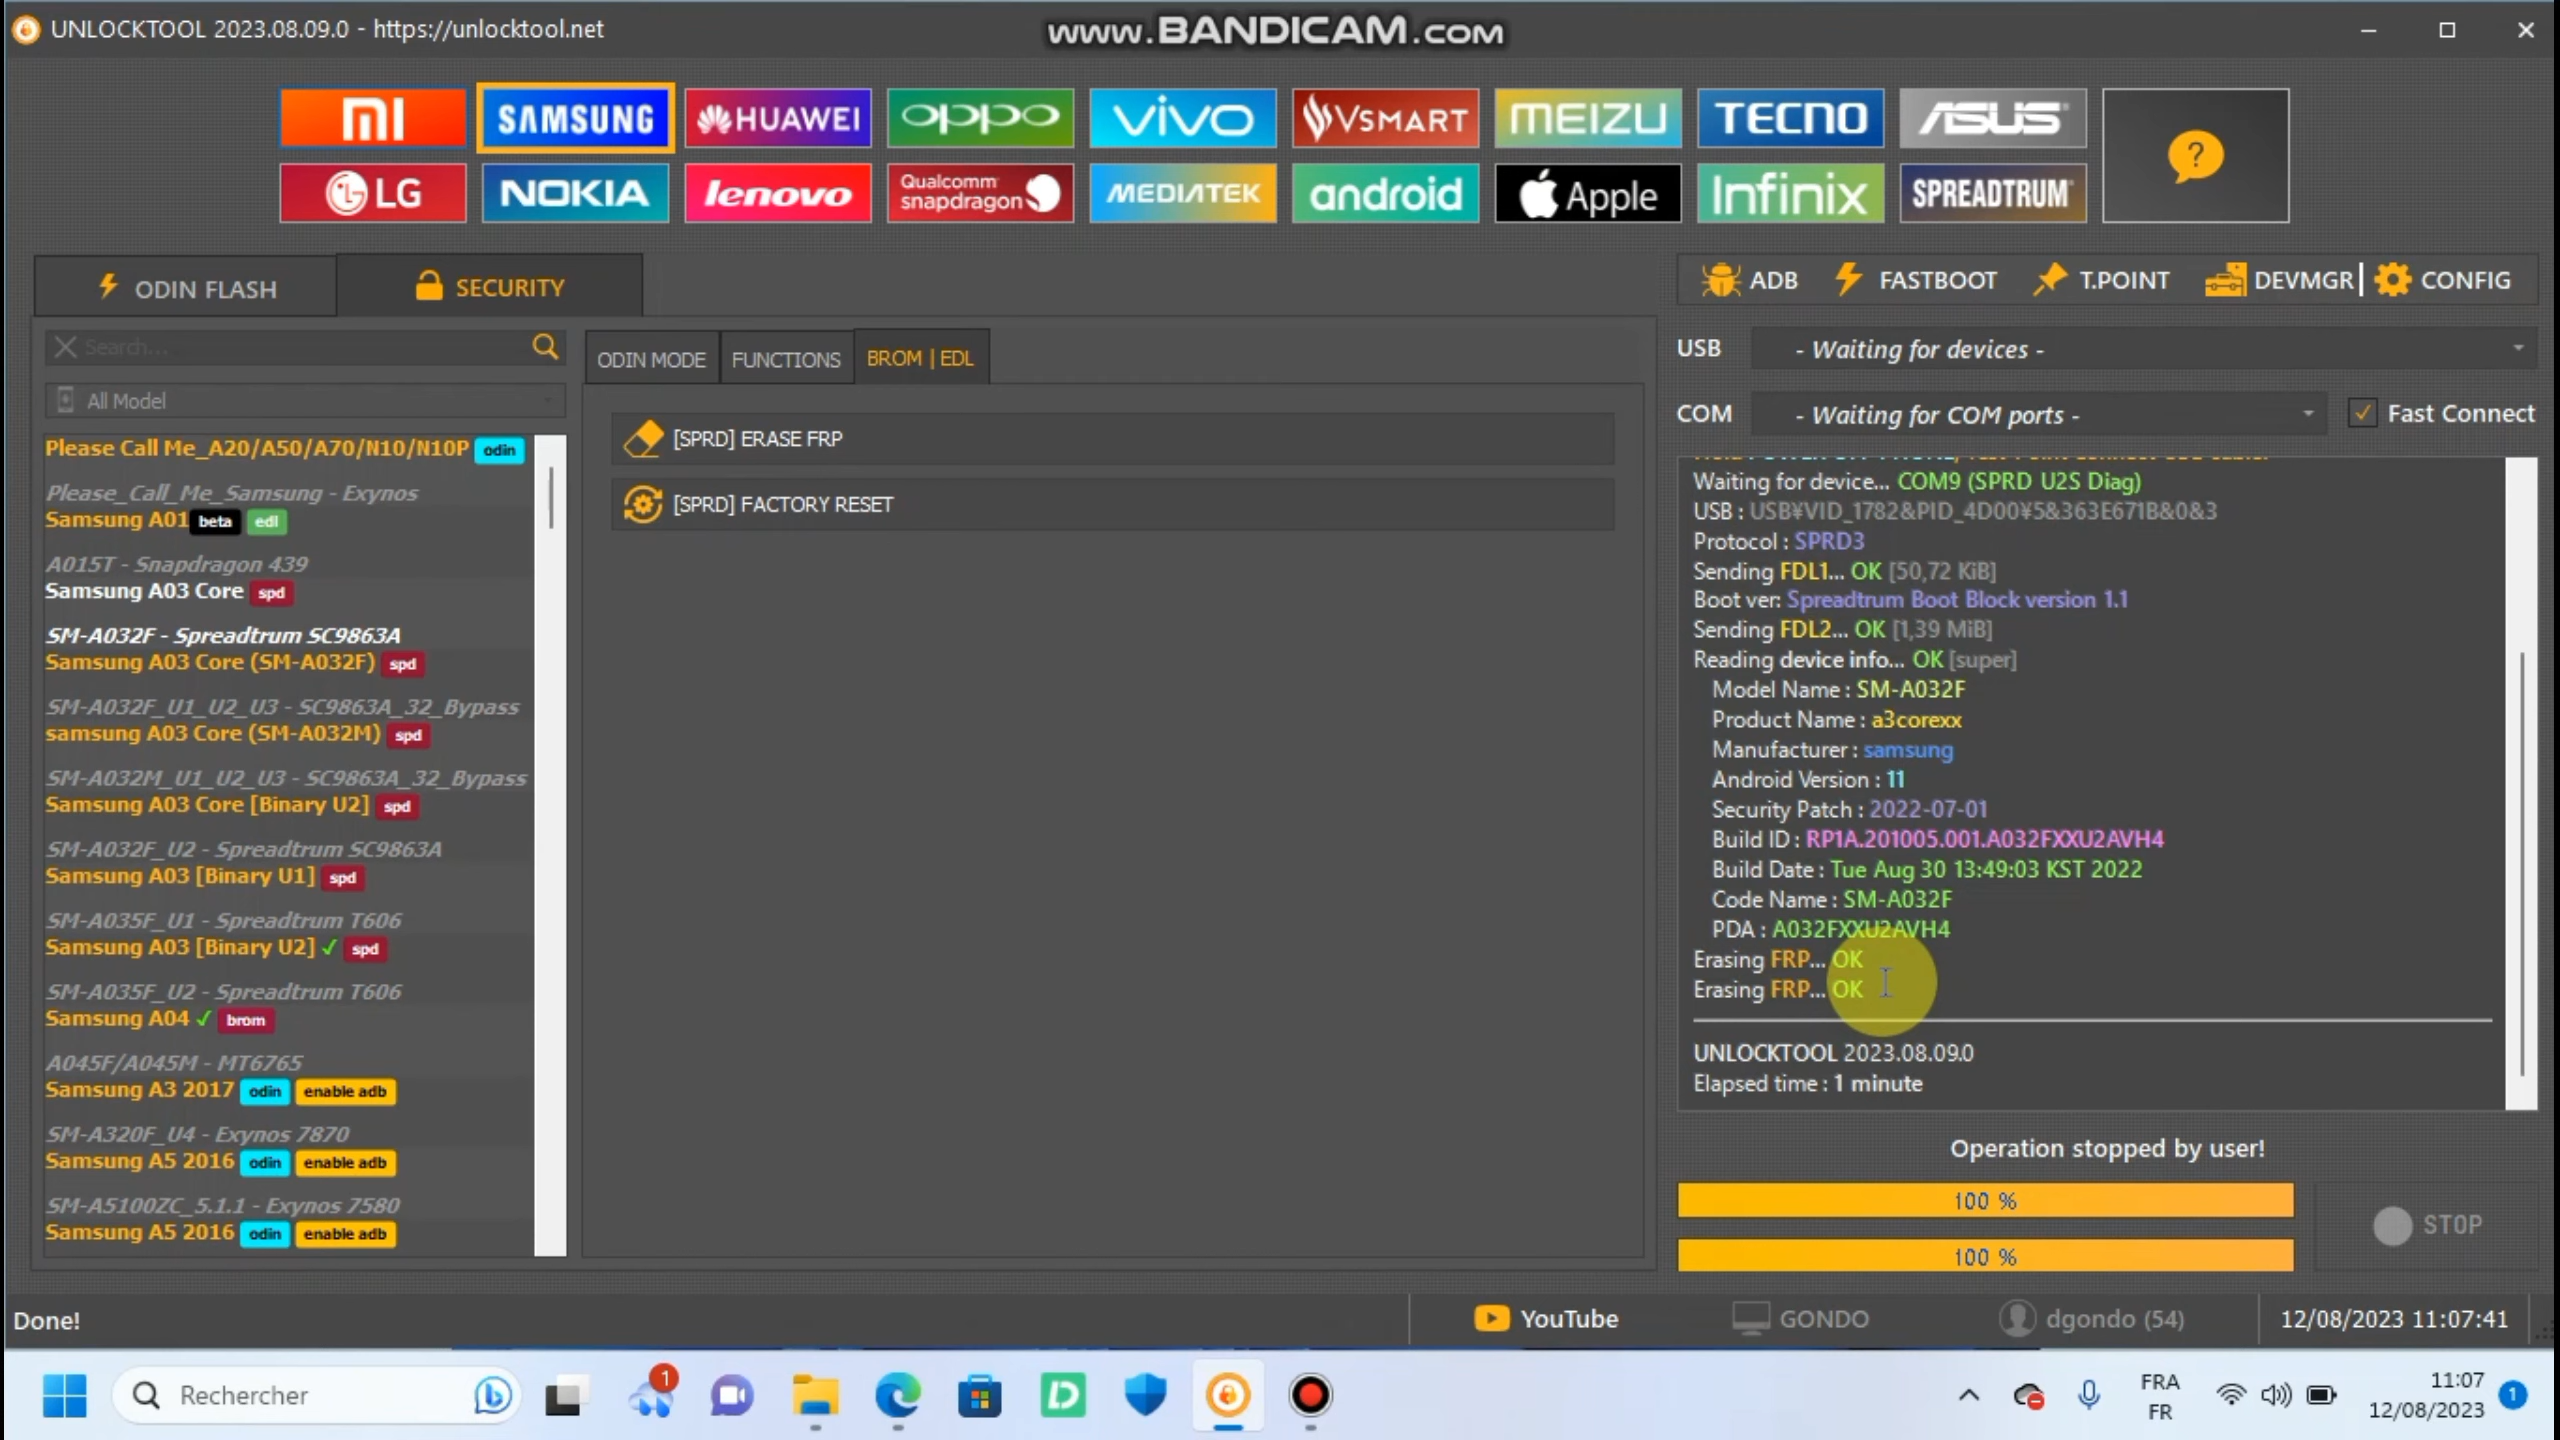 UNLOCKTOOL 2023.08.09.0 - https://unlocktool.net
www.BANDICAM.com
MI
SAMSUNG
HUAWEI
oppo
vivo
VSMART
MEIZU
TECNO
ASUS
?
LG
NOKIA
lenovo
Qualcomm snapdragon
MEDIATEK
android
Apple
Infinix
SPREADTRUM
ODIN FLASH
SECURITY
ADB
FASTBOOT
T.POINT
DEVMGR
CONFIG
Search...
All Model
ODIN MODE
FUNCTIONS
BROM | EDL
[SPRD] ERASE FRP
[SPRD] FACTORY RESET
Please Call Me_A20/A50/A70/N10/N10P odin
Please_Call_Me_Samsung - Exynos
Samsung A01 beta edl
A015T - Snapdragon 439
Samsung A03 Core spd
SM-A032F - Spreadtrum SC9863A
Samsung A03 Core (SM-A032F) spd
SM-A032F_U1_U2_U3 - SC9863A_32_Bypass
samsung A03 Core (SM-A032M) spd
SM-A032M_U1_U2_U3 - SC9863A_32_Bypass
Samsung A03 Core [Binary U2] spd
SM-A032F_U2 - Spreadtrum SC9863A
Samsung A03 [Binary U1] spd
SM-A035F_U1 - Spreadtrum T606
Samsung A03 [Binary U2] ✓ spd
SM-A035F_U2 - Spreadtrum T606
Samsung A04 ✓ brom
A045F/A045M - MT6765
Samsung A3 2017 odin enable adb
SM-A320F_U4 - Exynos 7870
Samsung A5 2016 odin enable adb
SM-A5100ZC_5.1.1 - Exynos 7580
Samsung A5 2016 odin enable adb
USB - Waiting for devices -
COM - Waiting for COM ports - Fast Connect
Waiting for device... COM9 (SPRD U2S Diag)
USB : USB¥VID_1782&PID_4D00¥5&363E671B&0&3
Protocol : SPRD3
Sending FDL1... OK [50,72 KiB]
Boot ver: Spreadtrum Boot Block version 1.1
Sending FDL2... OK [1,39 MiB]
Reading device info... OK [super]
Model Name : SM-A032F
Product Name : a3corexx
Manufacturer : samsung
Android Version : 11
Security Patch : 2022-07-01
Build ID : RP1A.201005.001.A032FXXU2AVH4
Build Date : Tue Aug 30 13:49:03 KST 2022
Code Name : SM-A032F
PDA : A032FXXU2AVH4
Erasing FRP... OK
Erasing FRP... OK
UNLOCKTOOL 2023.08.09.0
Elapsed time : 1 minute
Operation stopped by user!
100 %
100 %
STOP
Done!
YouTube
GONDO
dgondo (54)
12/08/2023 11:07:41
Rechercher
1
FRA
FR
11:07
12/08/2023
1